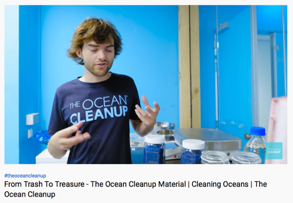 THE OCEAN
CLEANUP
#theoceancleanup
From Trash To Treasure - The Ocean Cleanup Material | Cleaning Oceans | The
Ocean Cleanup